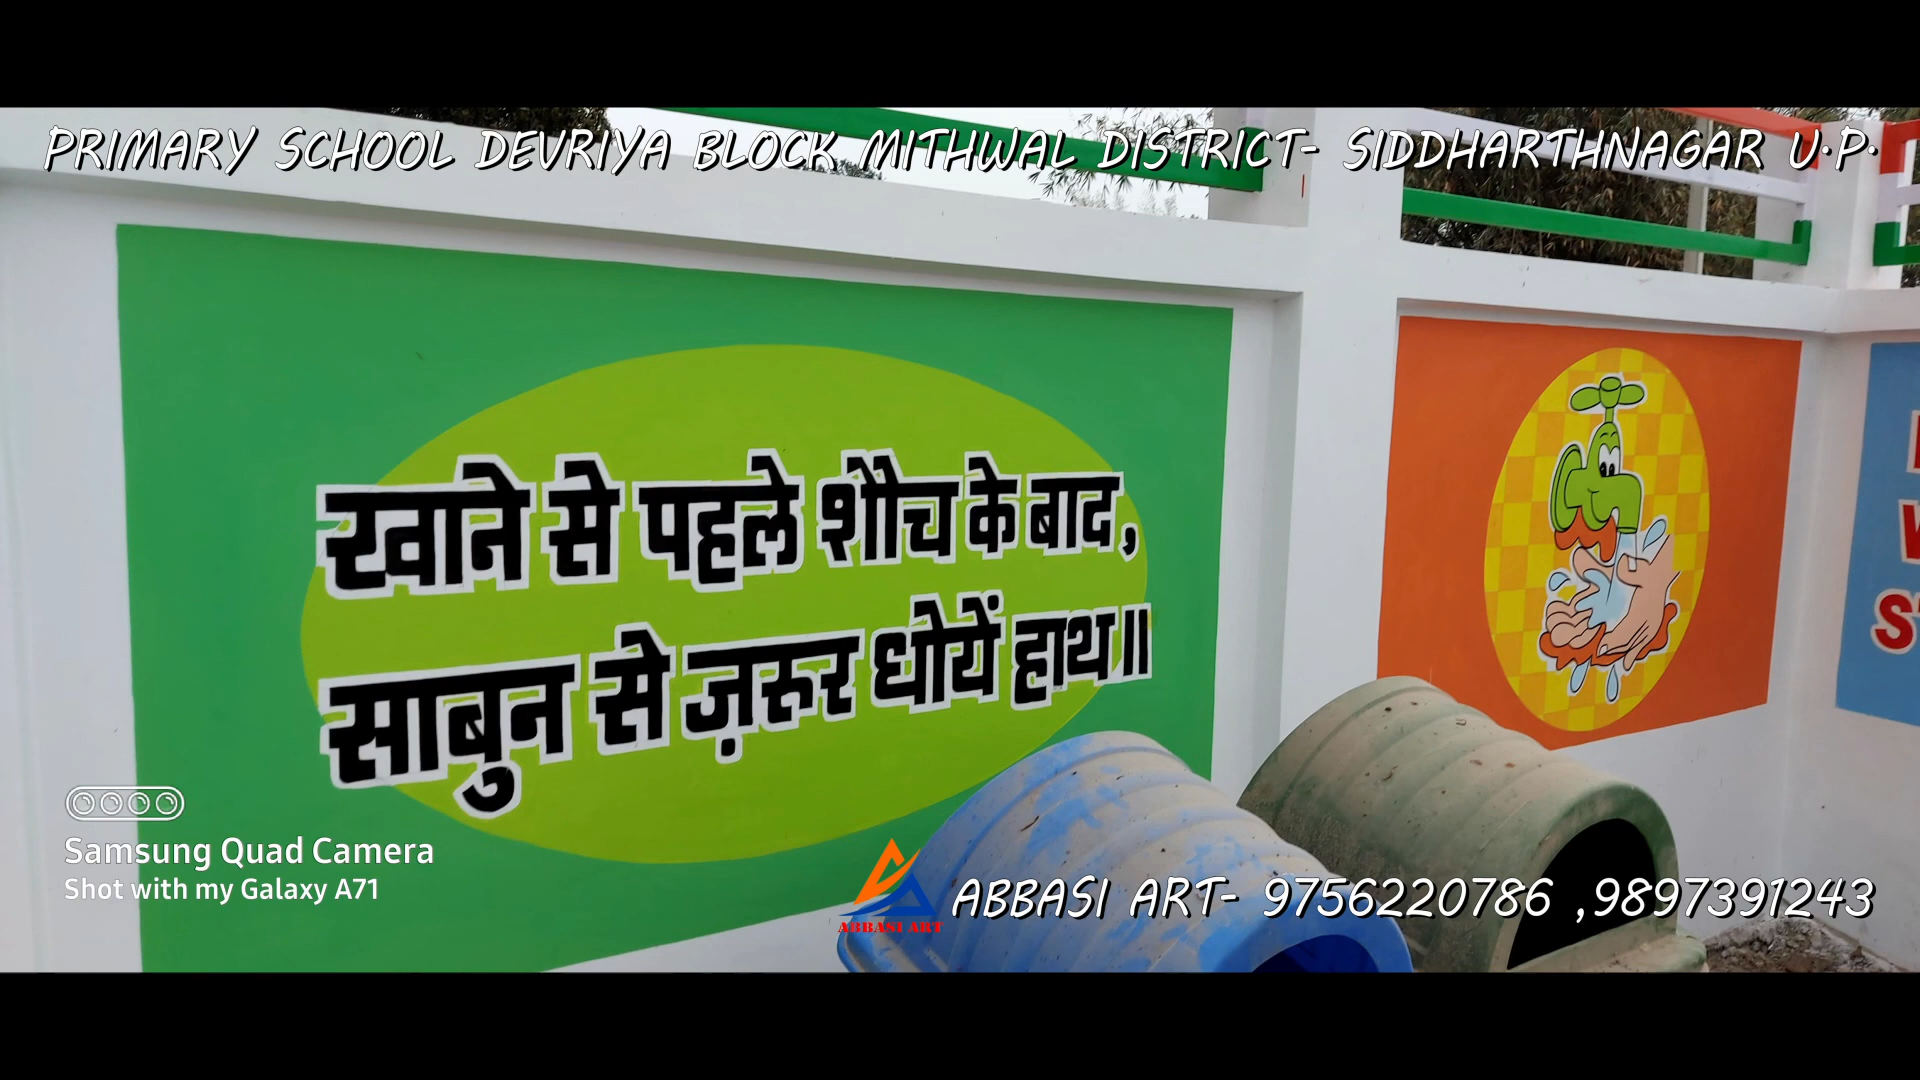 PRIMARY SCHOOL DEVRIYA BLOCK MITHWAL DISTRICT- SIDDHARTHNAGAR U.P.
खाने से पहले शौच के बाद,
साबुन से ज़रूर धोयें हाथ॥
Samsung Quad Camera
Shot with my Galaxy A71
ABBASI ART
ABBASI ART- 9756220786 ,9897391243